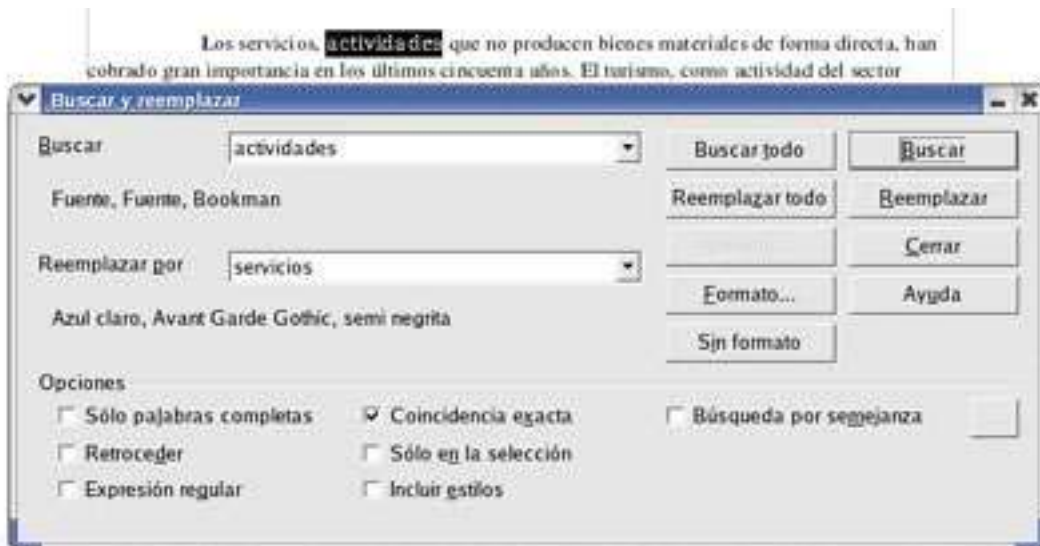 Los servicios, actividades que no producen bienes materiales de forma directa, han
cobrado gran importancia en los últimos cincuenta años. El turismo, como actividad del sector
Buscar y reemplazar
Buscar
actividades
Buscar todo
Buscar
Fuente, Fuente, Bookman
Reemplazar todo
Reemplazar
Reemplazar por
servicios
Cerrar
Formato...
Ayuda
Azul claro, Avant Garde Gothic, semi negrita
Sin formato
Opciones
Sólo palabras completas
Coincidencia exacta
Búsqueda por semejanza
Retroceder
Sólo en la selección
Expresión regular
Incluir estilos